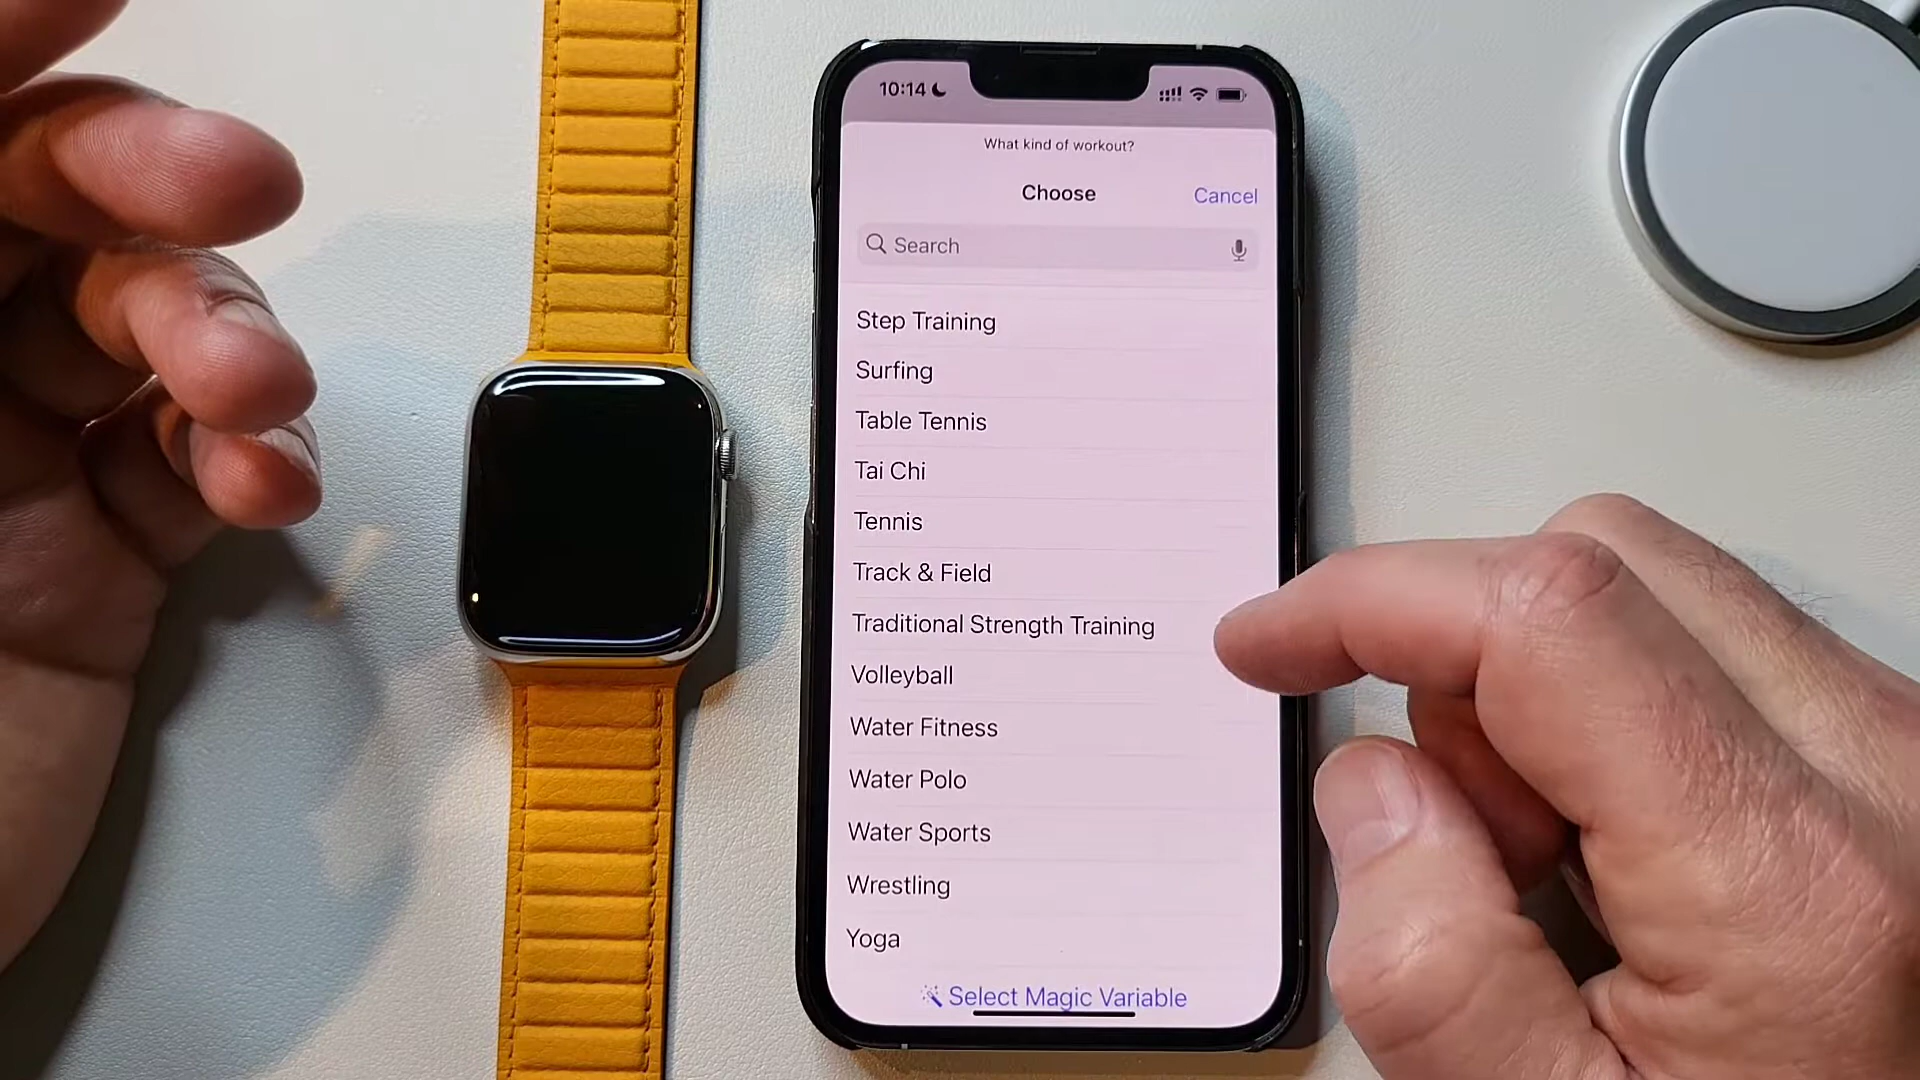 10:14
What kind of workout?
Choose
Cancel
Search
Step Training
Surfing
Table Tennis
Tai Chi
Tennis
Track & Field
Traditional Strength Training
Volleyball
Water Fitness
Water Polo
Water Sports
Wrestling
Yoga
Select Magic Variable